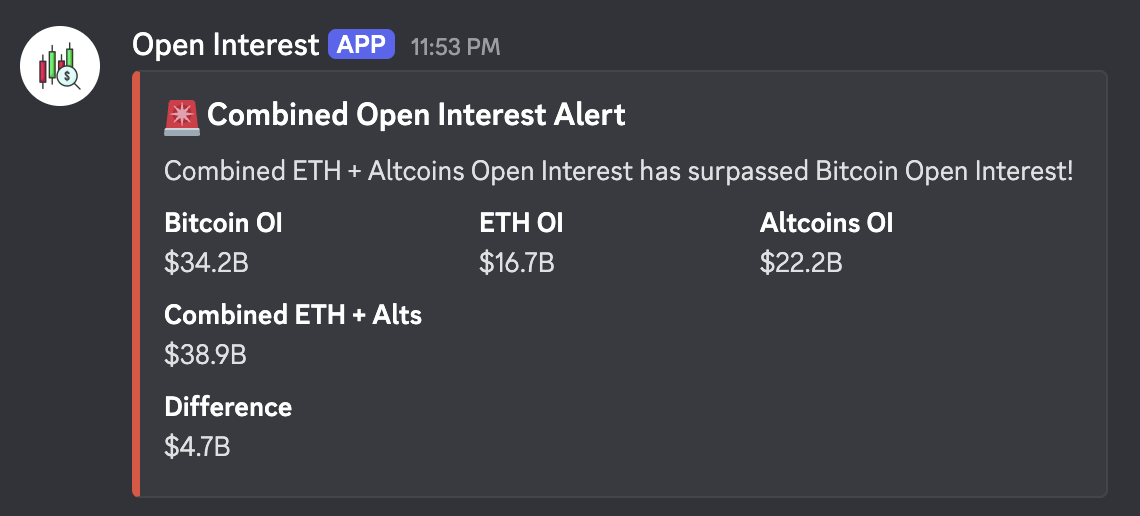 Open Interest APP 11:53 PM
🚨 Combined Open Interest Alert
Combined ETH + Altcoins Open Interest has surpassed Bitcoin Open Interest!
Bitcoin OI ETH OI Altcoins OI
$34.2B $16.7B $22.2B
Combined ETH + Alts
$38.9B
Difference
$4.7B